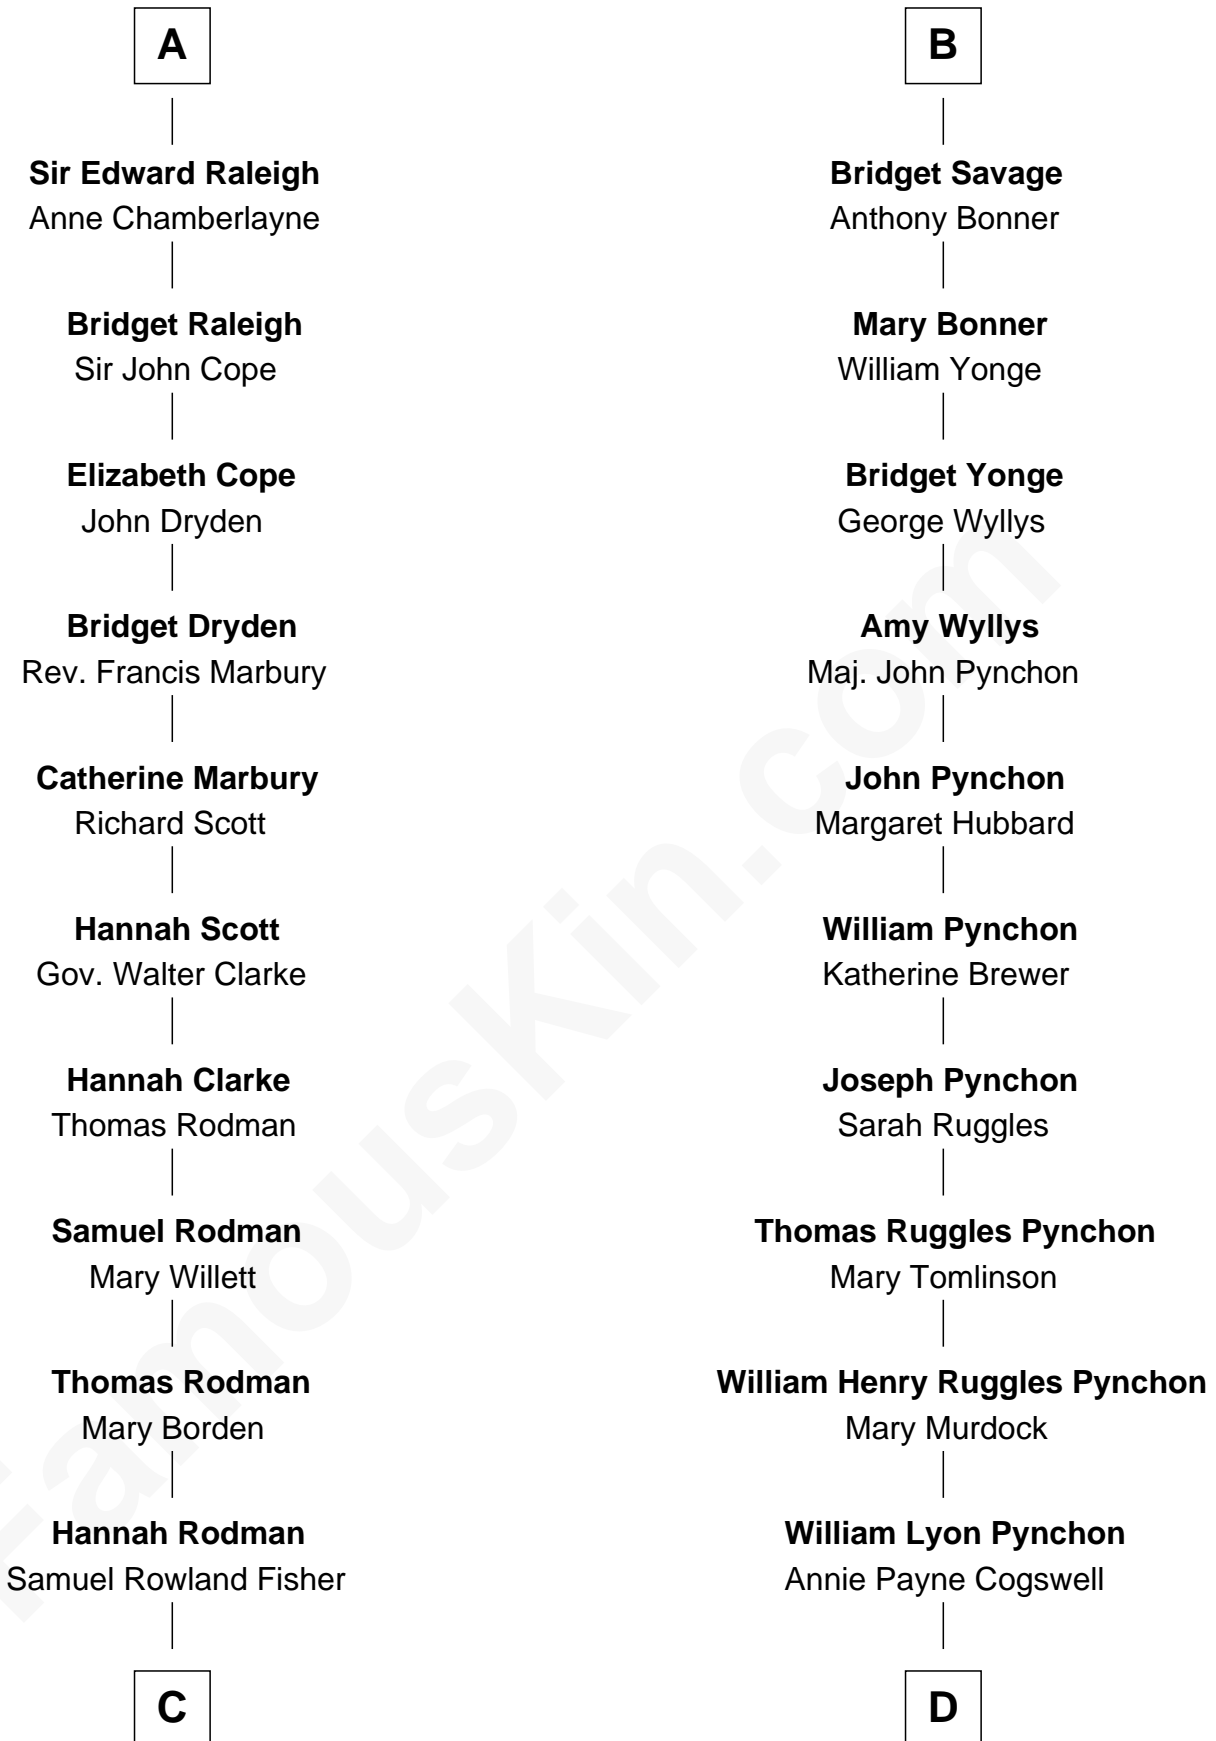 A
Sir Edward Raleigh
Anne Chamberlayne
Bridget Raleigh
Sir John Cope
Elizabeth Cope
John Dryden
Bridget Dryden
Rev. Francis Marbury
Catherine Marbury
Richard Scott
Hannah Scott
Gov. Walter Clarke
Hannah Clarke
Thomas Rodman
Samuel Rodman
Mary Willett
Thomas Rodman
Mary Borden
Hannah Rodman
Samuel Rowland Fisher
C
B
Bridget Savage
Anthony Bonner
Mary Bonner
William Yonge
Bridget Yonge
George Wyllys
Amy Wyllys
Maj. John Pynchon
John Pynchon
Margaret Hubbard
William Pynchon
Katherine Brewer
Joseph Pynchon
Sarah Ruggles
Thomas Ruggles Pynchon
Mary Tomlinson
William Henry Ruggles Pynchon
Mary Murdock
William Lyon Pynchon
Annie Payne Cogswell
D
FamousKin.com